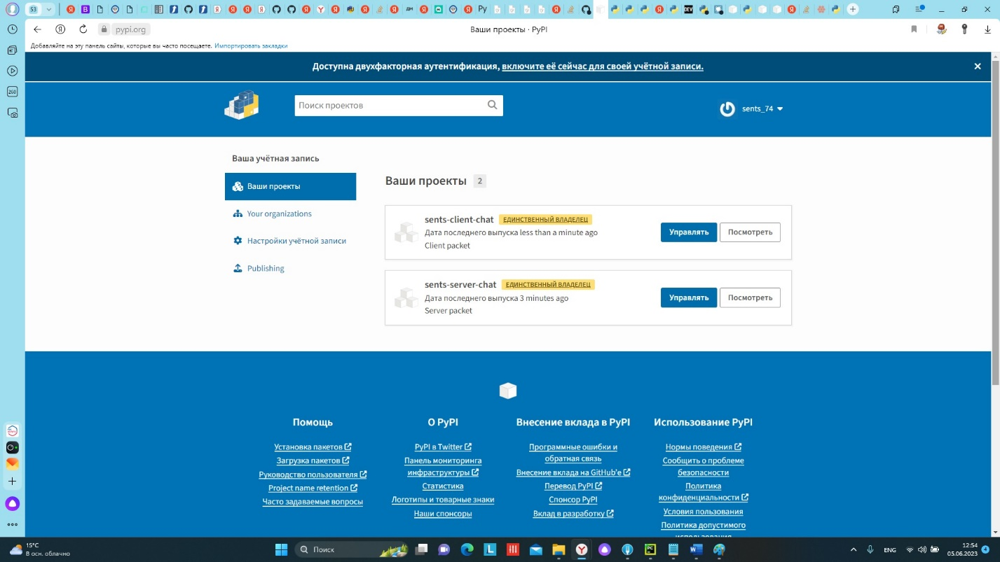 53
pypi.org
Ваши проекты · PyPI
Добавляйте на эту панель сайты, которые вы часто посещаете. Импортировать закладки
Доступна двухфакторная аутентификация, включите её сейчас для своей учётной записи.
Поиск проектов
sents_74
Ваша учётная запись
Ваши проекты
Your organizations
Настройки учётной записи
Publishing
Ваши проекты 2
sents-client-chat ЕДИНСТВЕННЫЙ ВЛАДЕЛЕЦ
Дата последнего выпуска less than a minute ago
Client packet
Управлять Посмотреть
sents-server-chat ЕДИНСТВЕННЫЙ ВЛАДЕЛЕЦ
Дата последнего выпуска 3 minutes ago
Server packet
Управлять Посмотреть
Помощь
Установка пакетов
Загрузка пакетов
Руководство пользователя
Project name retention
Часто задаваемые вопросы
О PyPI
PyPI в Twitter
Панель мониторинга
инфраструктуры
Статистика
Логотипы и товарные знаки
Наши спонсоры
Внесение вклада в PyPI
Программные ошибки и
обратная связь
Внесение вклада на GitHub'е
Перевод PyPI
Спонсор PyPI
Вклад в разработку
Использование PyPI
Нормы поведения
Сообщить о проблеме
безопасности
Политика
конфиденциальности
Условия пользования
Политика допустимого
использования
15°C
В осн. облачно
Поиск
ENG
12:54
05.06.2023